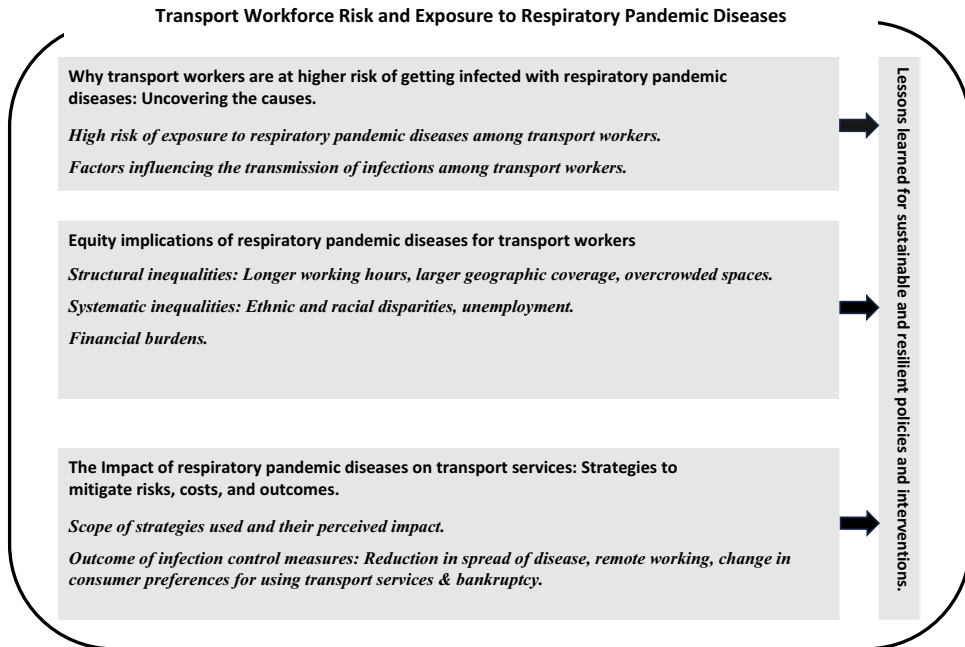 Transport Workforce Risk and Exposure to Respiratory Pandemic Diseases
Why transport workers are at higher risk of getting infected with respiratory pandemic
diseases: Uncovering the causes.
High risk of exposure to respiratory pandemic diseases among transport workers.
Factors influencing the transmission of infections among transport workers.
Equity implications of respiratory pandemic diseases for transport workers
Structural inequalities: Longer working hours, larger geographic coverage, overcrowded spaces.
Systematic inequalities: Ethnic and racial disparities, unemployment.
Financial burdens.
The Impact of respiratory pandemic diseases on transport services: Strategies to
mitigate risks, costs, and outcomes.
Scope of strategies used and their perceived impact.
Outcome of infection control measures: Reduction in spread of disease, remote working, change in
consumer preferences for using transport services & bankruptcy.
Lessons learned for sustainable and resilient policies and interventions.